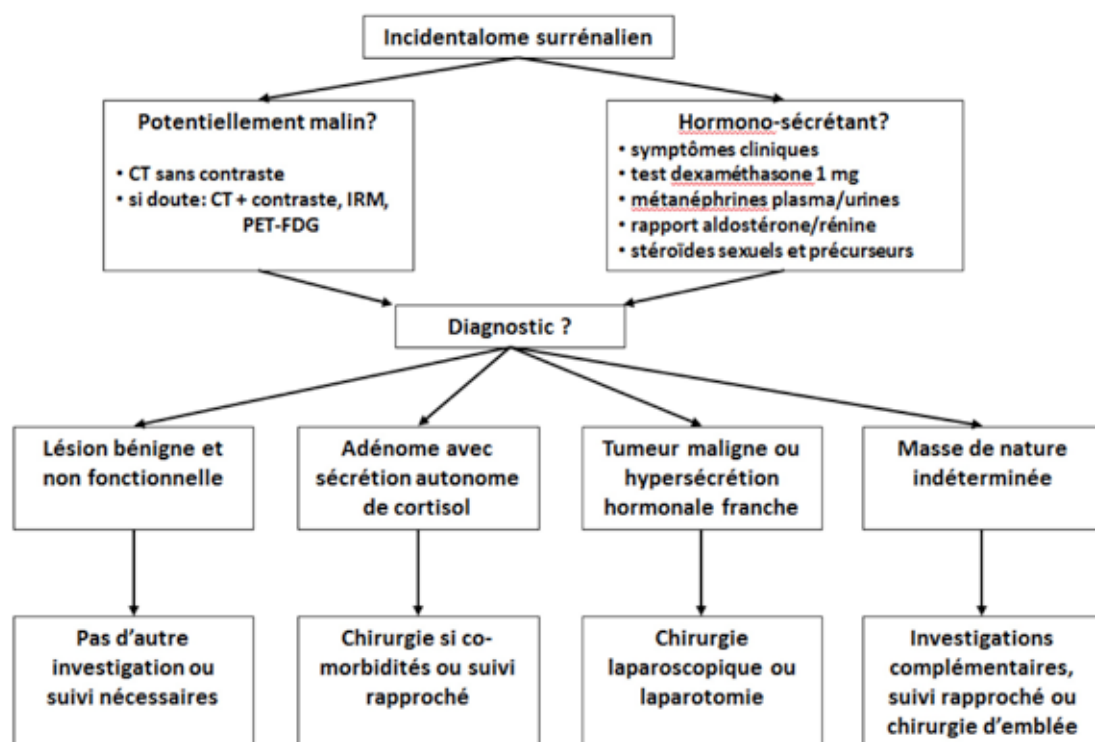 Incidentalome surrénalien
Potentiellement malin?
• CT sans contraste
• si doute: CT + contraste, IRM,
PET-FDG
Hormono-sécrétant?
• symptômes cliniques
• test dexaméthasone 1 mg
• métanéphrines plasma/urines
• rapport aldostérone/rénine
• stéroïdes sexuels et précurseurs
Diagnostic ?
Lésion bénigne et
non fonctionnelle
Adénome avec
sécrétion autonome
de cortisol
Tumeur maligne ou
hypersécrétion
hormonale franche
Masse de nature
indéterminée
Pas d'autre
investigation ou
suivi nécessaires
Chirurgie si co-
morbidités ou suivi
rapproché
Chirurgie
laparoscopique ou
laparotomie
Investigations
complémentaires,
suivi rapproché ou
chirurgie d'emblée